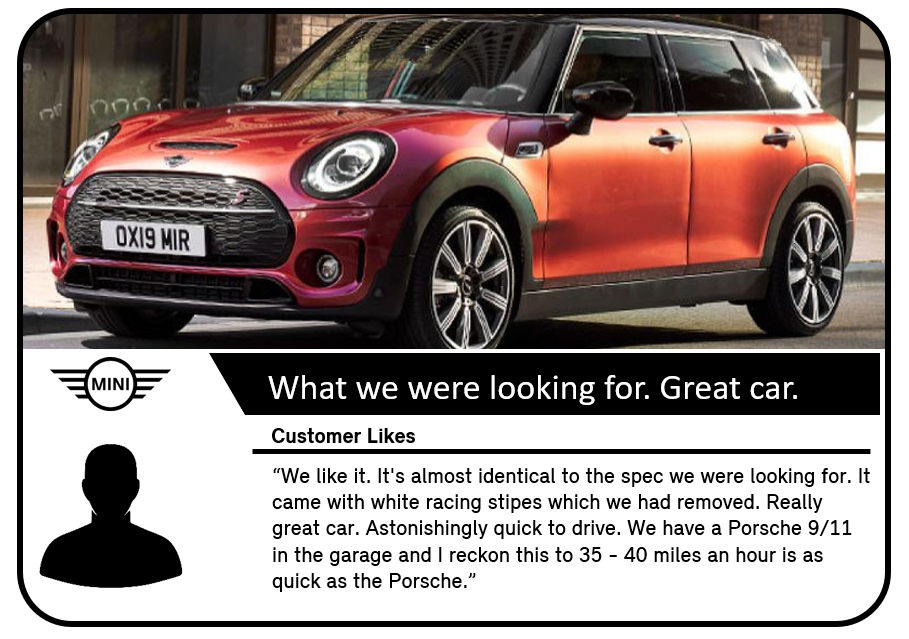 OX19 MIR
MINI
What we were looking for. Great car.
Customer Likes
“We like it. It's almost identical to the spec we were looking for. It
came with white racing stipes which we had removed. Really
great car. Astonishingly quick to drive. We have a Porsche 9/11
in the garage and I reckon this to 35 - 40 miles an hour is as
quick as the Porsche.”